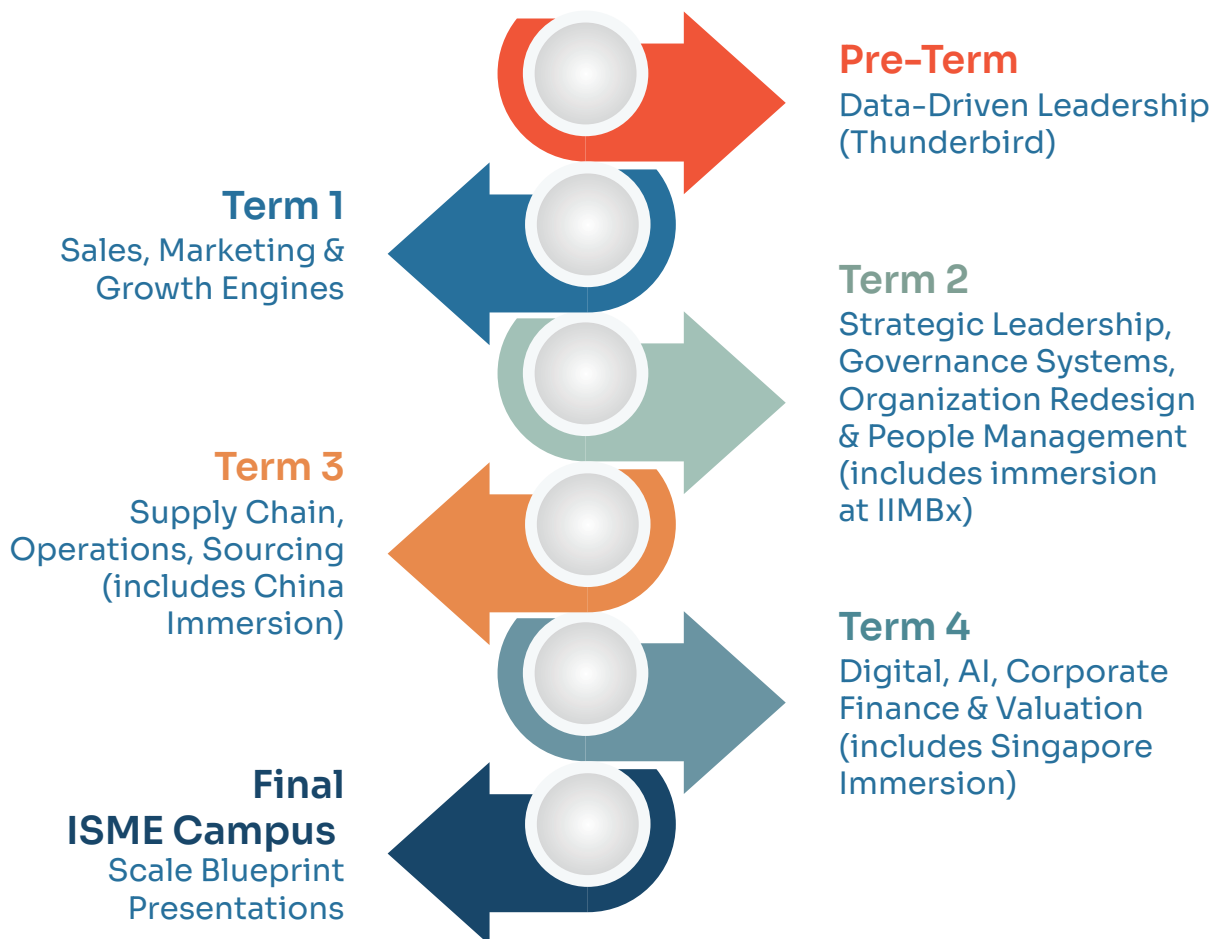 Pre-Term
Data-Driven Leadership
(Thunderbird)
Term 1
Sales, Marketing &
Growth Engines
Term 2
Strategic Leadership,
Governance Systems,
Organization Redesign
& People Management
(includes immersion
at IIMBx)
Term 3
Supply Chain,
Operations, Sourcing
(includes China
Immersion)
Term 4
Digital, AI, Corporate
Finance & Valuation
(includes Singapore
Immersion)
Final
ISME Campus
Scale Blueprint
Presentations